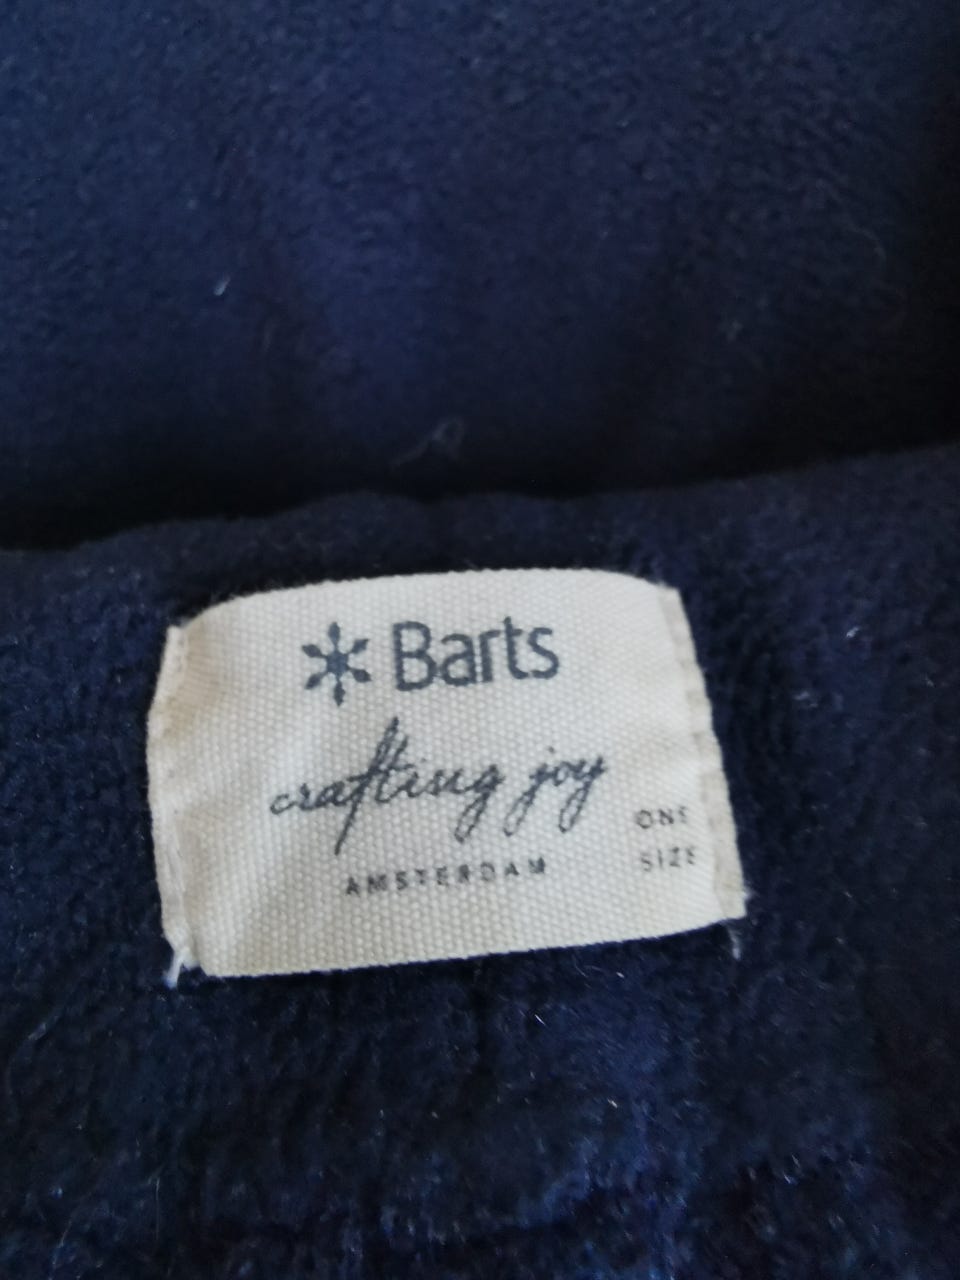 Barts
crafting joy
AMSTERDAM
ONE
SIZE